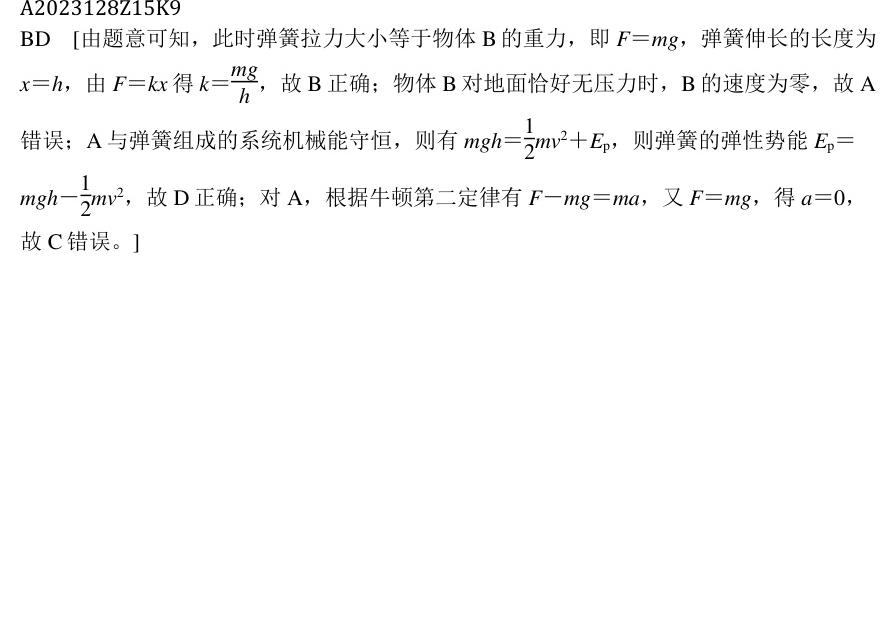 A2023128Z15K9
BD [由题意可知，此时弹簧拉力大小等于物体 B 的重力，即 F＝mg，弹簧伸长的长度为
x＝h，由 F＝kx 得 k＝mg/h，故 B 正确；物体 B 对地面恰好无压力时，B 的速度为零，故 A
错误；A 与弹簧组成的系统机械能守恒，则有 mgh＝1/2mv²＋Eₚ，则弹簧的弹性势能 Eₚ＝
mgh－1/2mv²，故 D 正确；对 A，根据牛顿第二定律有 F－mg＝ma，又 F＝mg，得 a＝0，
故 C 错误。]